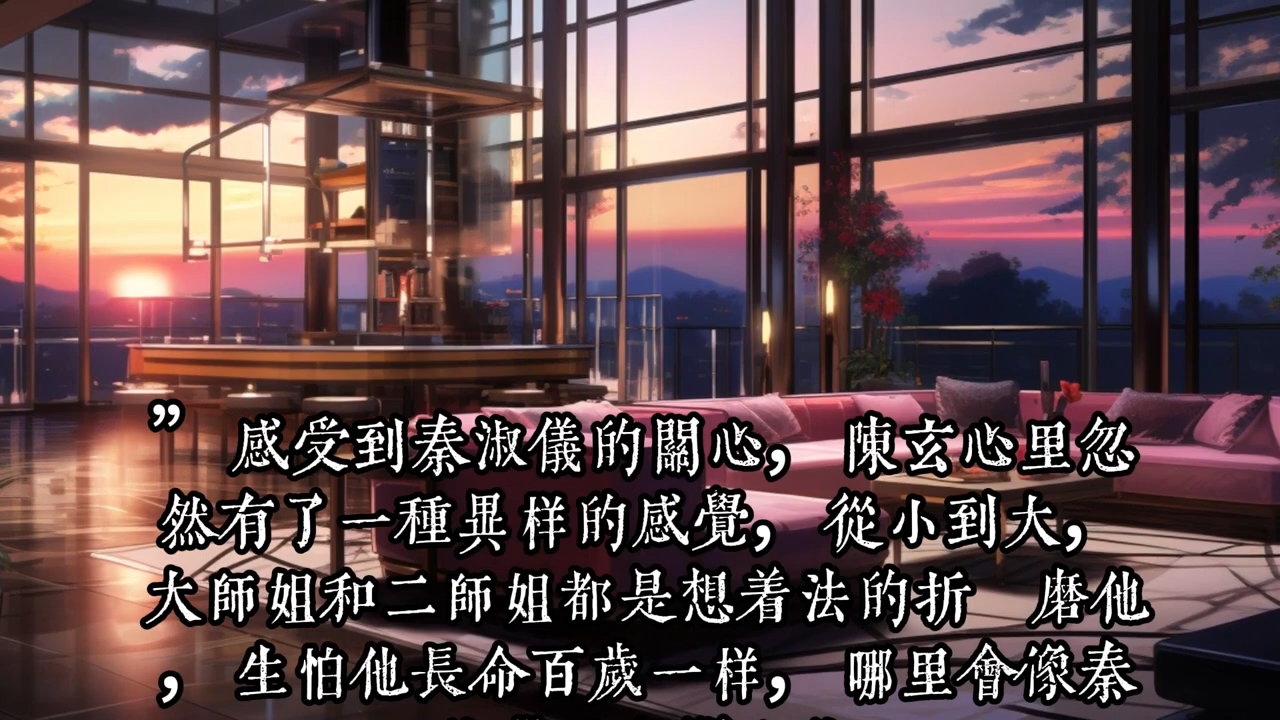 ” 感受到秦淑儀的關心, 陳玄心里忽
然有了一種異样的感覺, 從小到大,
大師姐和二師姐都是想着法的折 磨他
, 生怕他長命百歲一样, 哪里會像秦